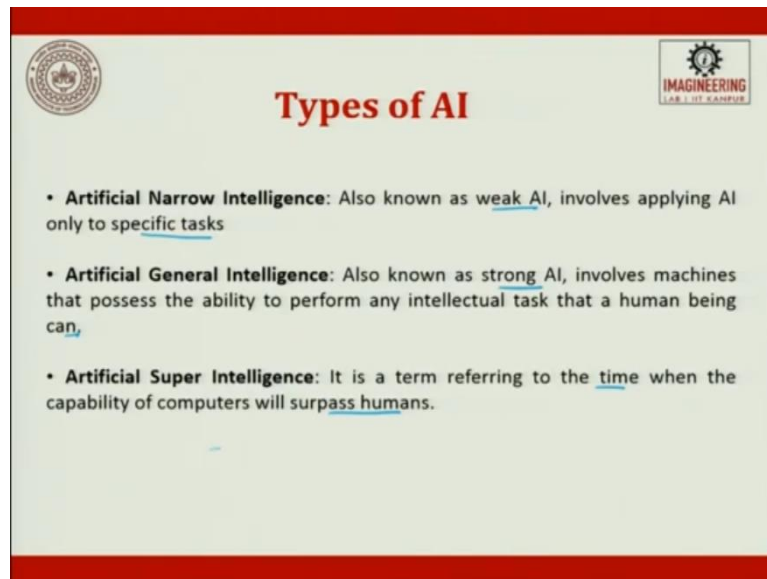 IMAGINEERING
LAB | IIT KANPUR
Types of AI
• Artificial Narrow Intelligence: Also known as weak AI, involves applying AI
only to specific tasks
• Artificial General Intelligence: Also known as strong AI, involves machines
that possess the ability to perform any intellectual task that a human being
can,
• Artificial Super Intelligence: It is a term referring to the time when the
capability of computers will surpass humans.